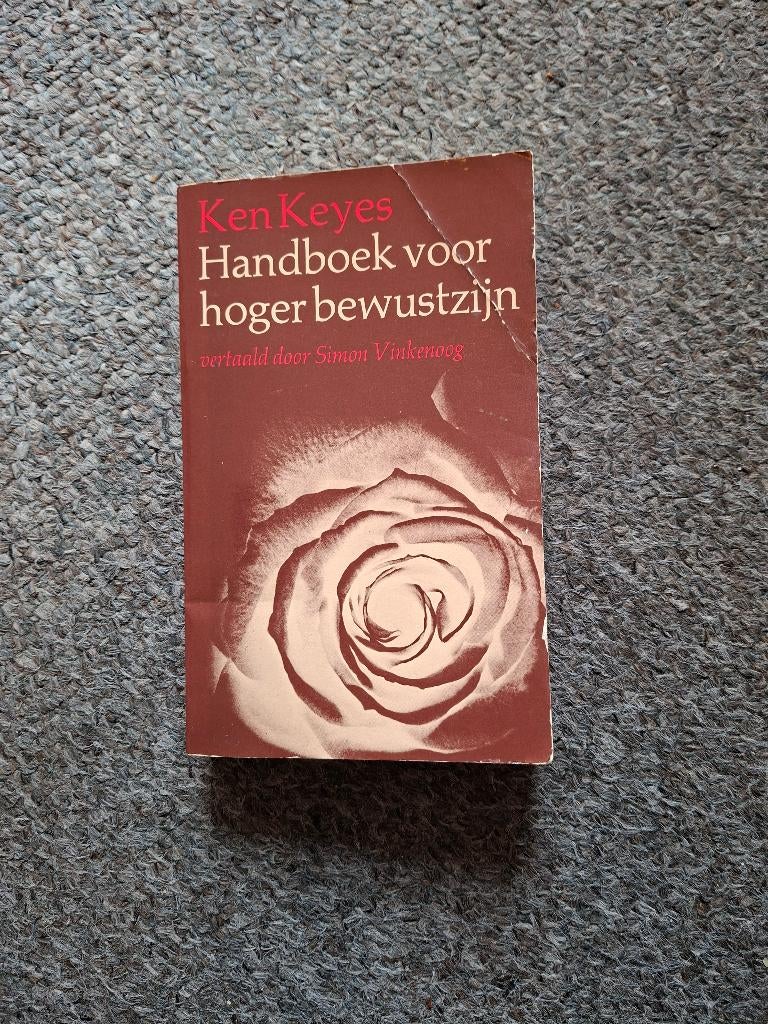 Ken Keyes
Handboek voor
hoger bewustzijn
vertaald door Simon Vinkenoog